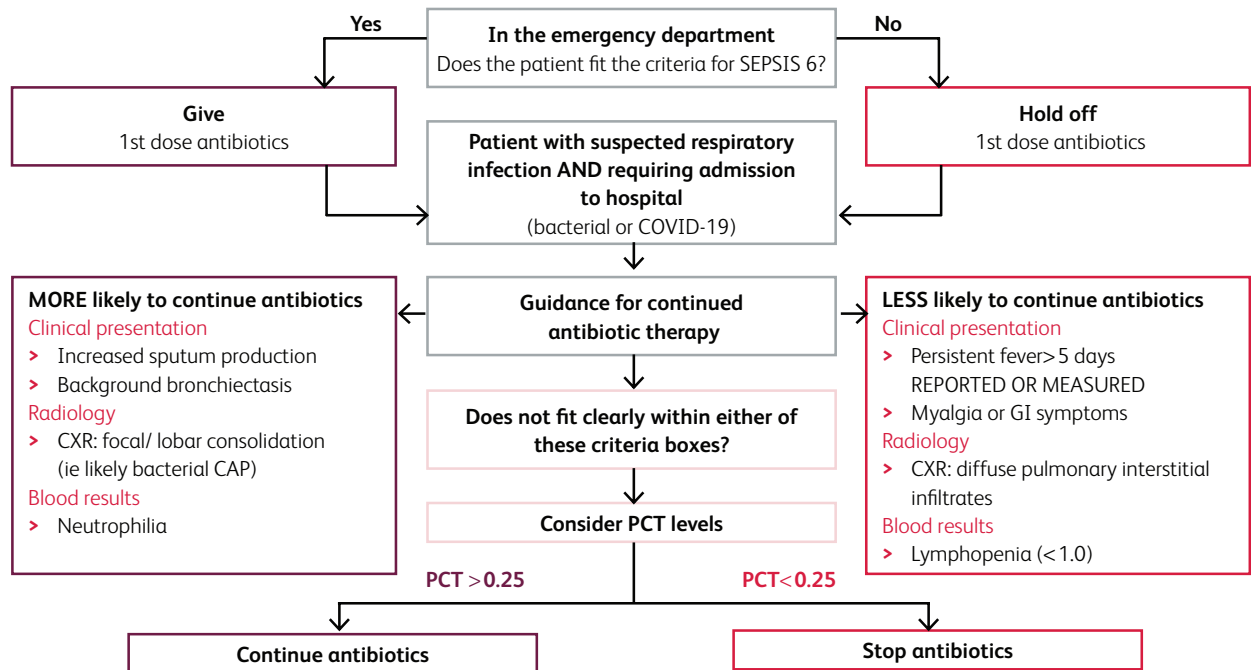 Yes
In the emergency department
Does the patient fit the criteria for SEPSIS 6?
No
Give
1st dose antibiotics
Hold off
1st dose antibiotics
Patient with suspected respiratory
infection AND requiring admission
to hospital
(bacterial or COVID-19)
MORE likely to continue antibiotics
Clinical presentation
> Increased sputum production
> Background bronchiectasis
Radiology
> CXR: focal/ lobar consolidation
(ie likely bacterial CAP)
Blood results
> Neutrophilia
Guidance for continued
antibiotic therapy
LESS likely to continue antibiotics
Clinical presentation
> Persistent fever>5 days
REPORTED OR MEASURED
> Myalgia or GI symptoms
Radiology
> CXR: diffuse pulmonary interstitial
infiltrates
Blood results
> Lymphopenia (<1.0)
Does not fit clearly within either of
these criteria boxes?
Consider PCT levels
PCT >0.25
PCT<0.25
Continue antibiotics
Stop antibiotics